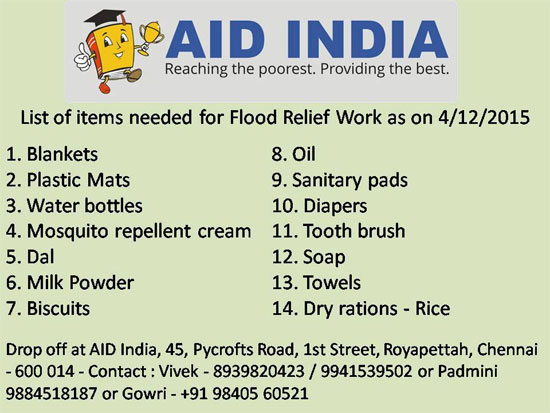 AID INDIA
Reaching the poorest. Providing the best.
List of items needed for Flood Relief Work as on 4/12/2015
1. Blankets
2. Plastic Mats
3. Water bottles
4. Mosquito repellent cream
5. Dal
6. Milk Powder
7. Biscuits
8. Oil
9. Sanitary pads
10. Diapers
11. Tooth brush
12. Soap
13. Towels
14. Dry rations - Rice
Drop off at AID India, 45, Pycrofts Road, 1st Street, Royapettah, Chennai
- 600 014 - Contact : Vivek - 8939820423 / 9941539502 or Padmini
9884518187 or Gowri - +91 98405 60521